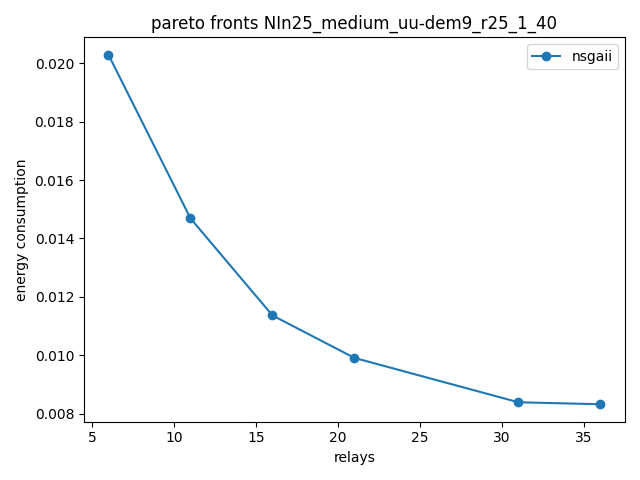 pareto fronts NIn25_medium_uu-dem9_r25_1_40
nsgaii
energy consumption
0.020
0.018
0.016
0.014
0.012
0.010
0.008
5 10 15 20 25 30 35
relays